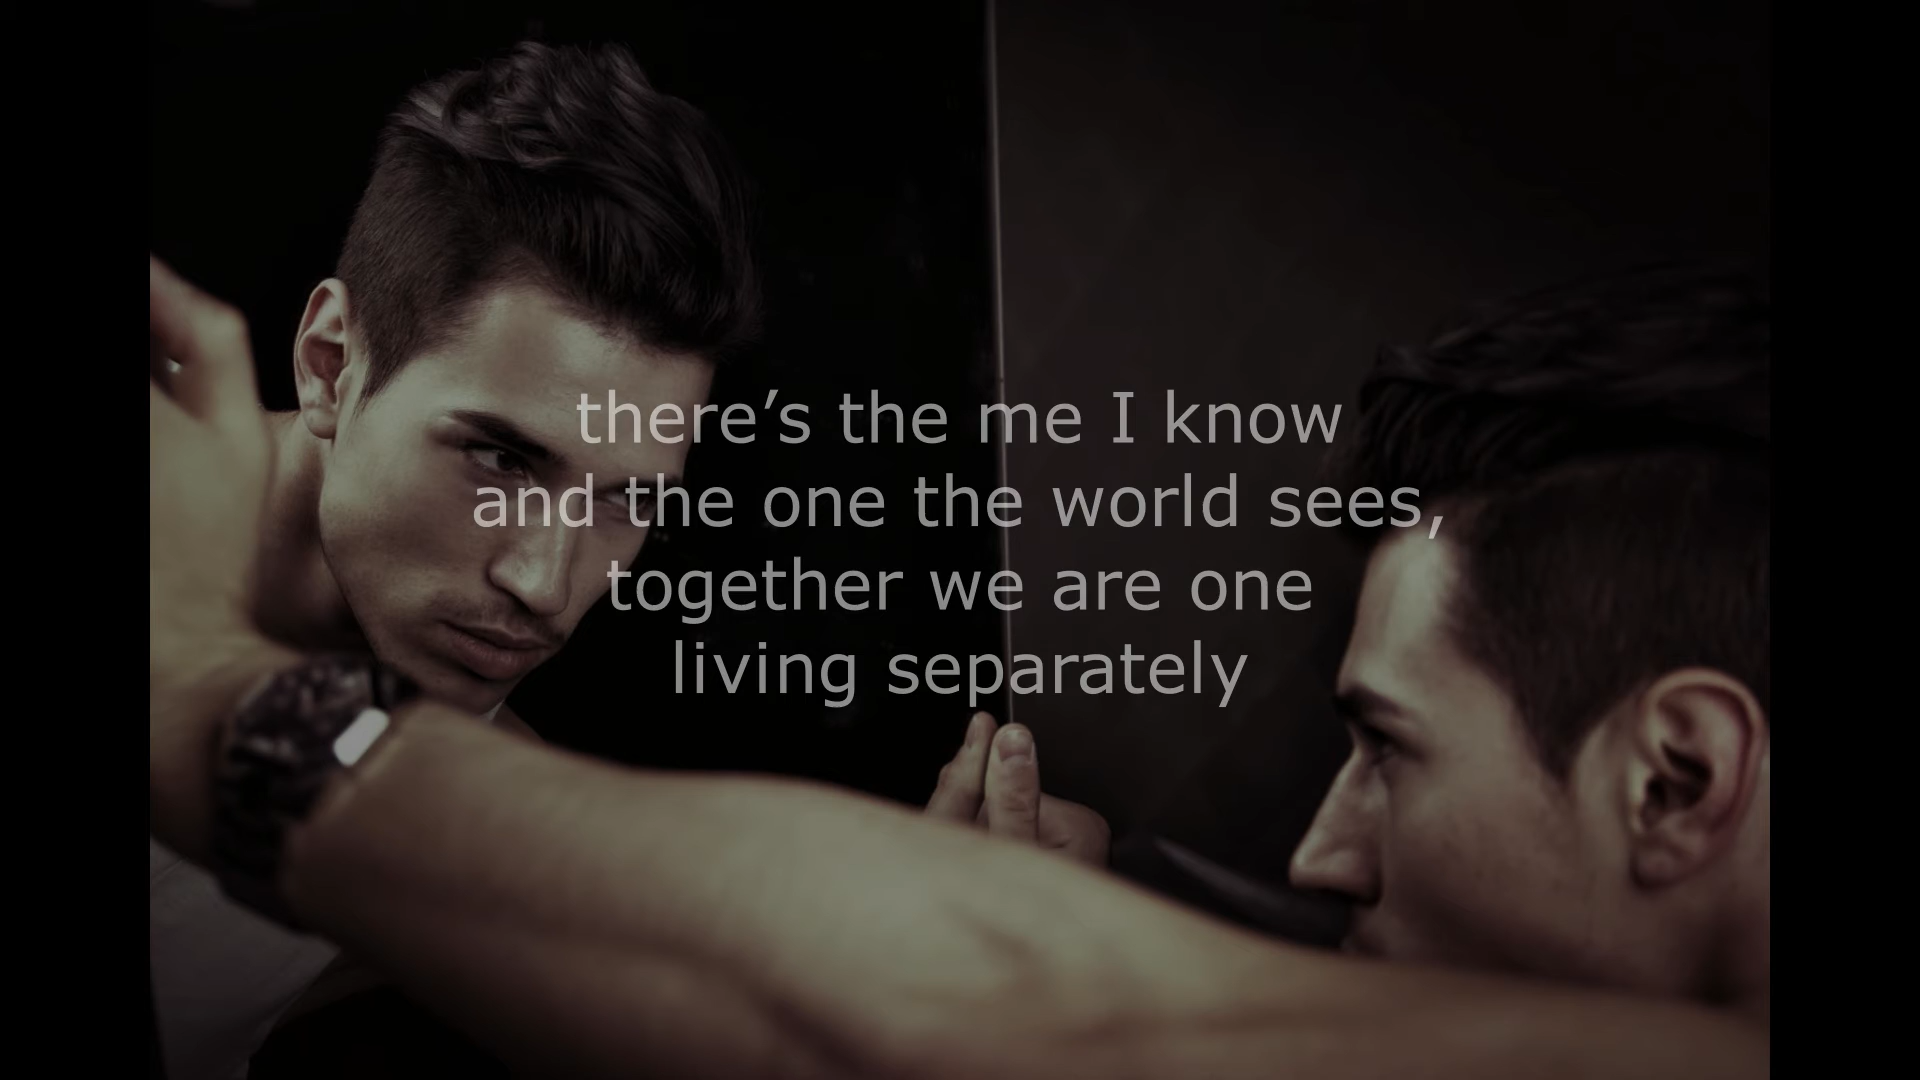 there’s the me I know
and the one the world sees,
together we are one
living separately